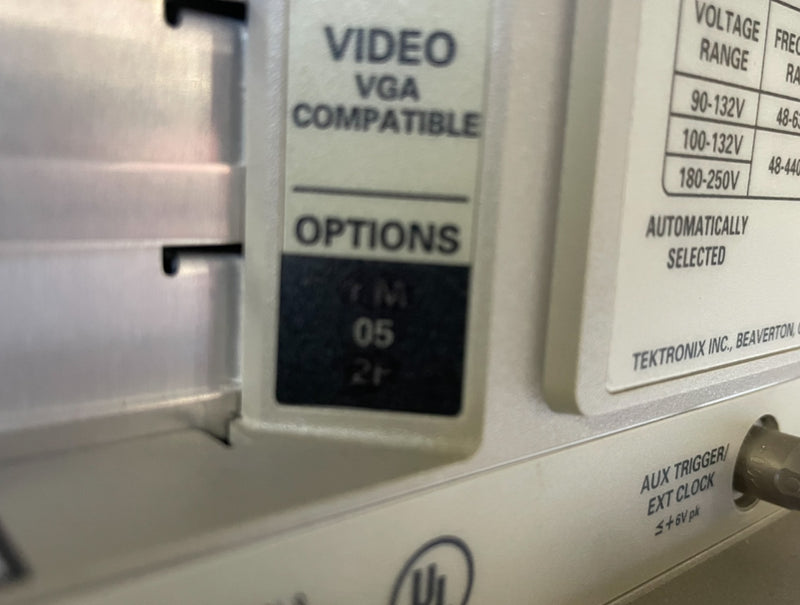 VIDEO
VGA
COMPATIBLE
OPTIONS
05
VOLTAGE
RANGE
90-132V
100-132V
180-250V
AUTOMATICALLY
SELECTED
TEKTRONIX INC., BEAVERTON,
AUX TRIGGER/
EXT CLOCK
≤ + 6V pk
UL